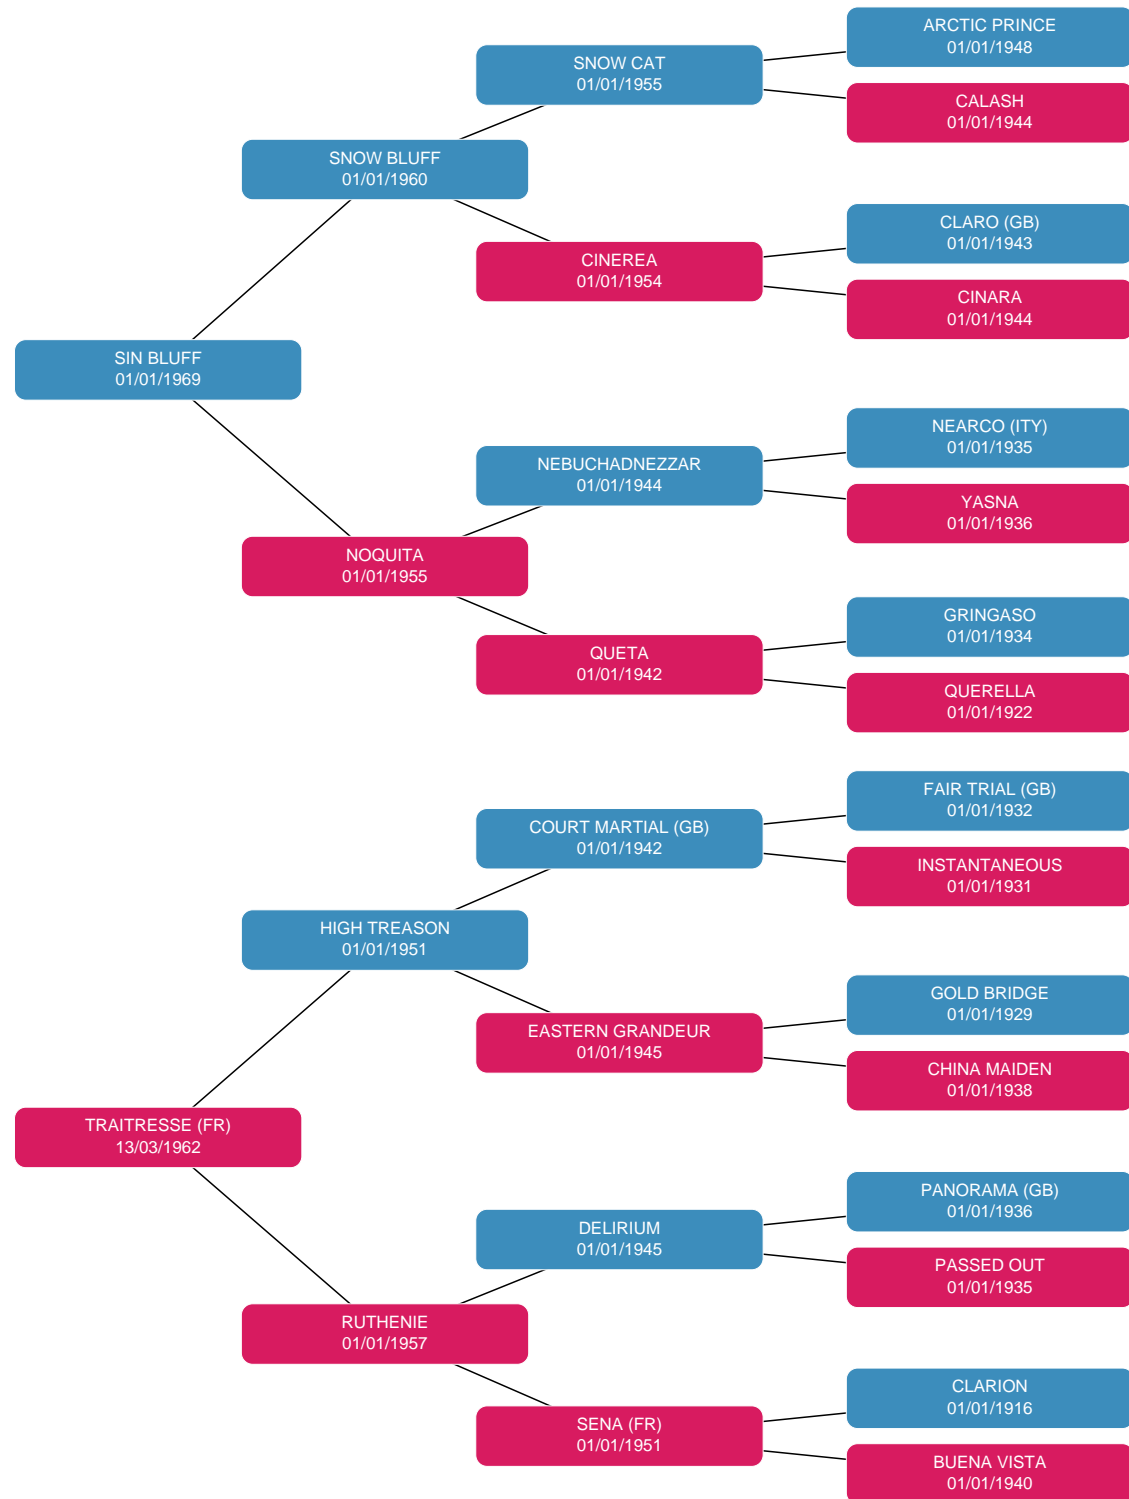 ARCTIC PRINCE
01/01/1948
SNOW CAT
01/01/1955
CALASH
01/01/1944
SNOW BLUFF
01/01/1960
CLARO (GB)
01/01/1943
CINEREA
01/01/1954
CINARA
01/01/1944
SIN BLUFF
01/01/1969
NEARCO (ITY)
01/01/1935
NEBUCHADNEZZAR
01/01/1944
YASNA
01/01/1936
NOQUITA
01/01/1955
GRINGASO
01/01/1934
QUETA
01/01/1942
QUERELLA
01/01/1922
FAIR TRIAL (GB)
01/01/1932
COURT MARTIAL (GB)
01/01/1942
INSTANTANEOUS
01/01/1931
HIGH TREASON
01/01/1951
GOLD BRIDGE
01/01/1929
EASTERN GRANDEUR
01/01/1945
CHINA MAIDEN
01/01/1938
TRAITRESSE (FR)
13/03/1962
PANORAMA (GB)
01/01/1936
DELIRIUM
01/01/1945
PASSED OUT
01/01/1935
RUTHENIE
01/01/1957
CLARION
01/01/1916
SENA (FR)
01/01/1951
BUENA VISTA
01/01/1940